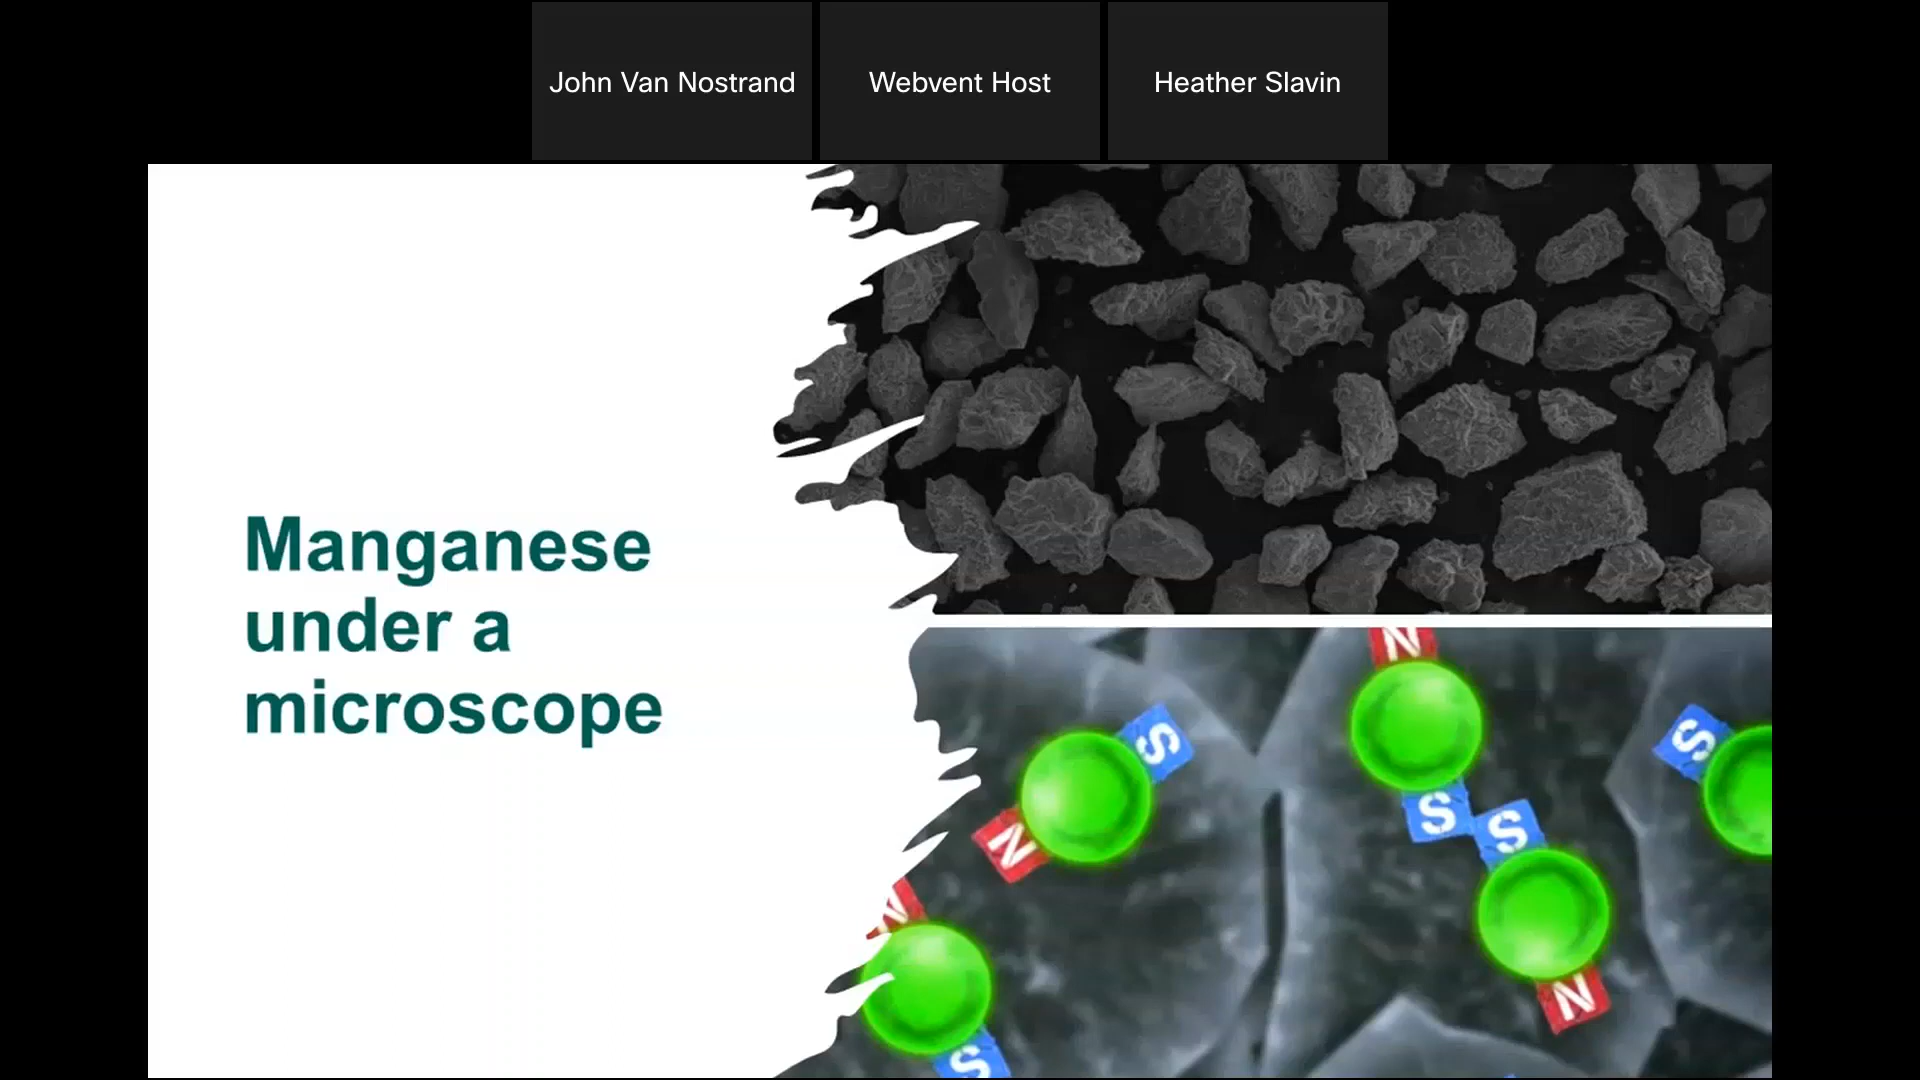 John Van Nostrand
Webvent Host
Heather Slavin
Manganese
under a
microscope
N
S
N
S
S
N
S
N
S